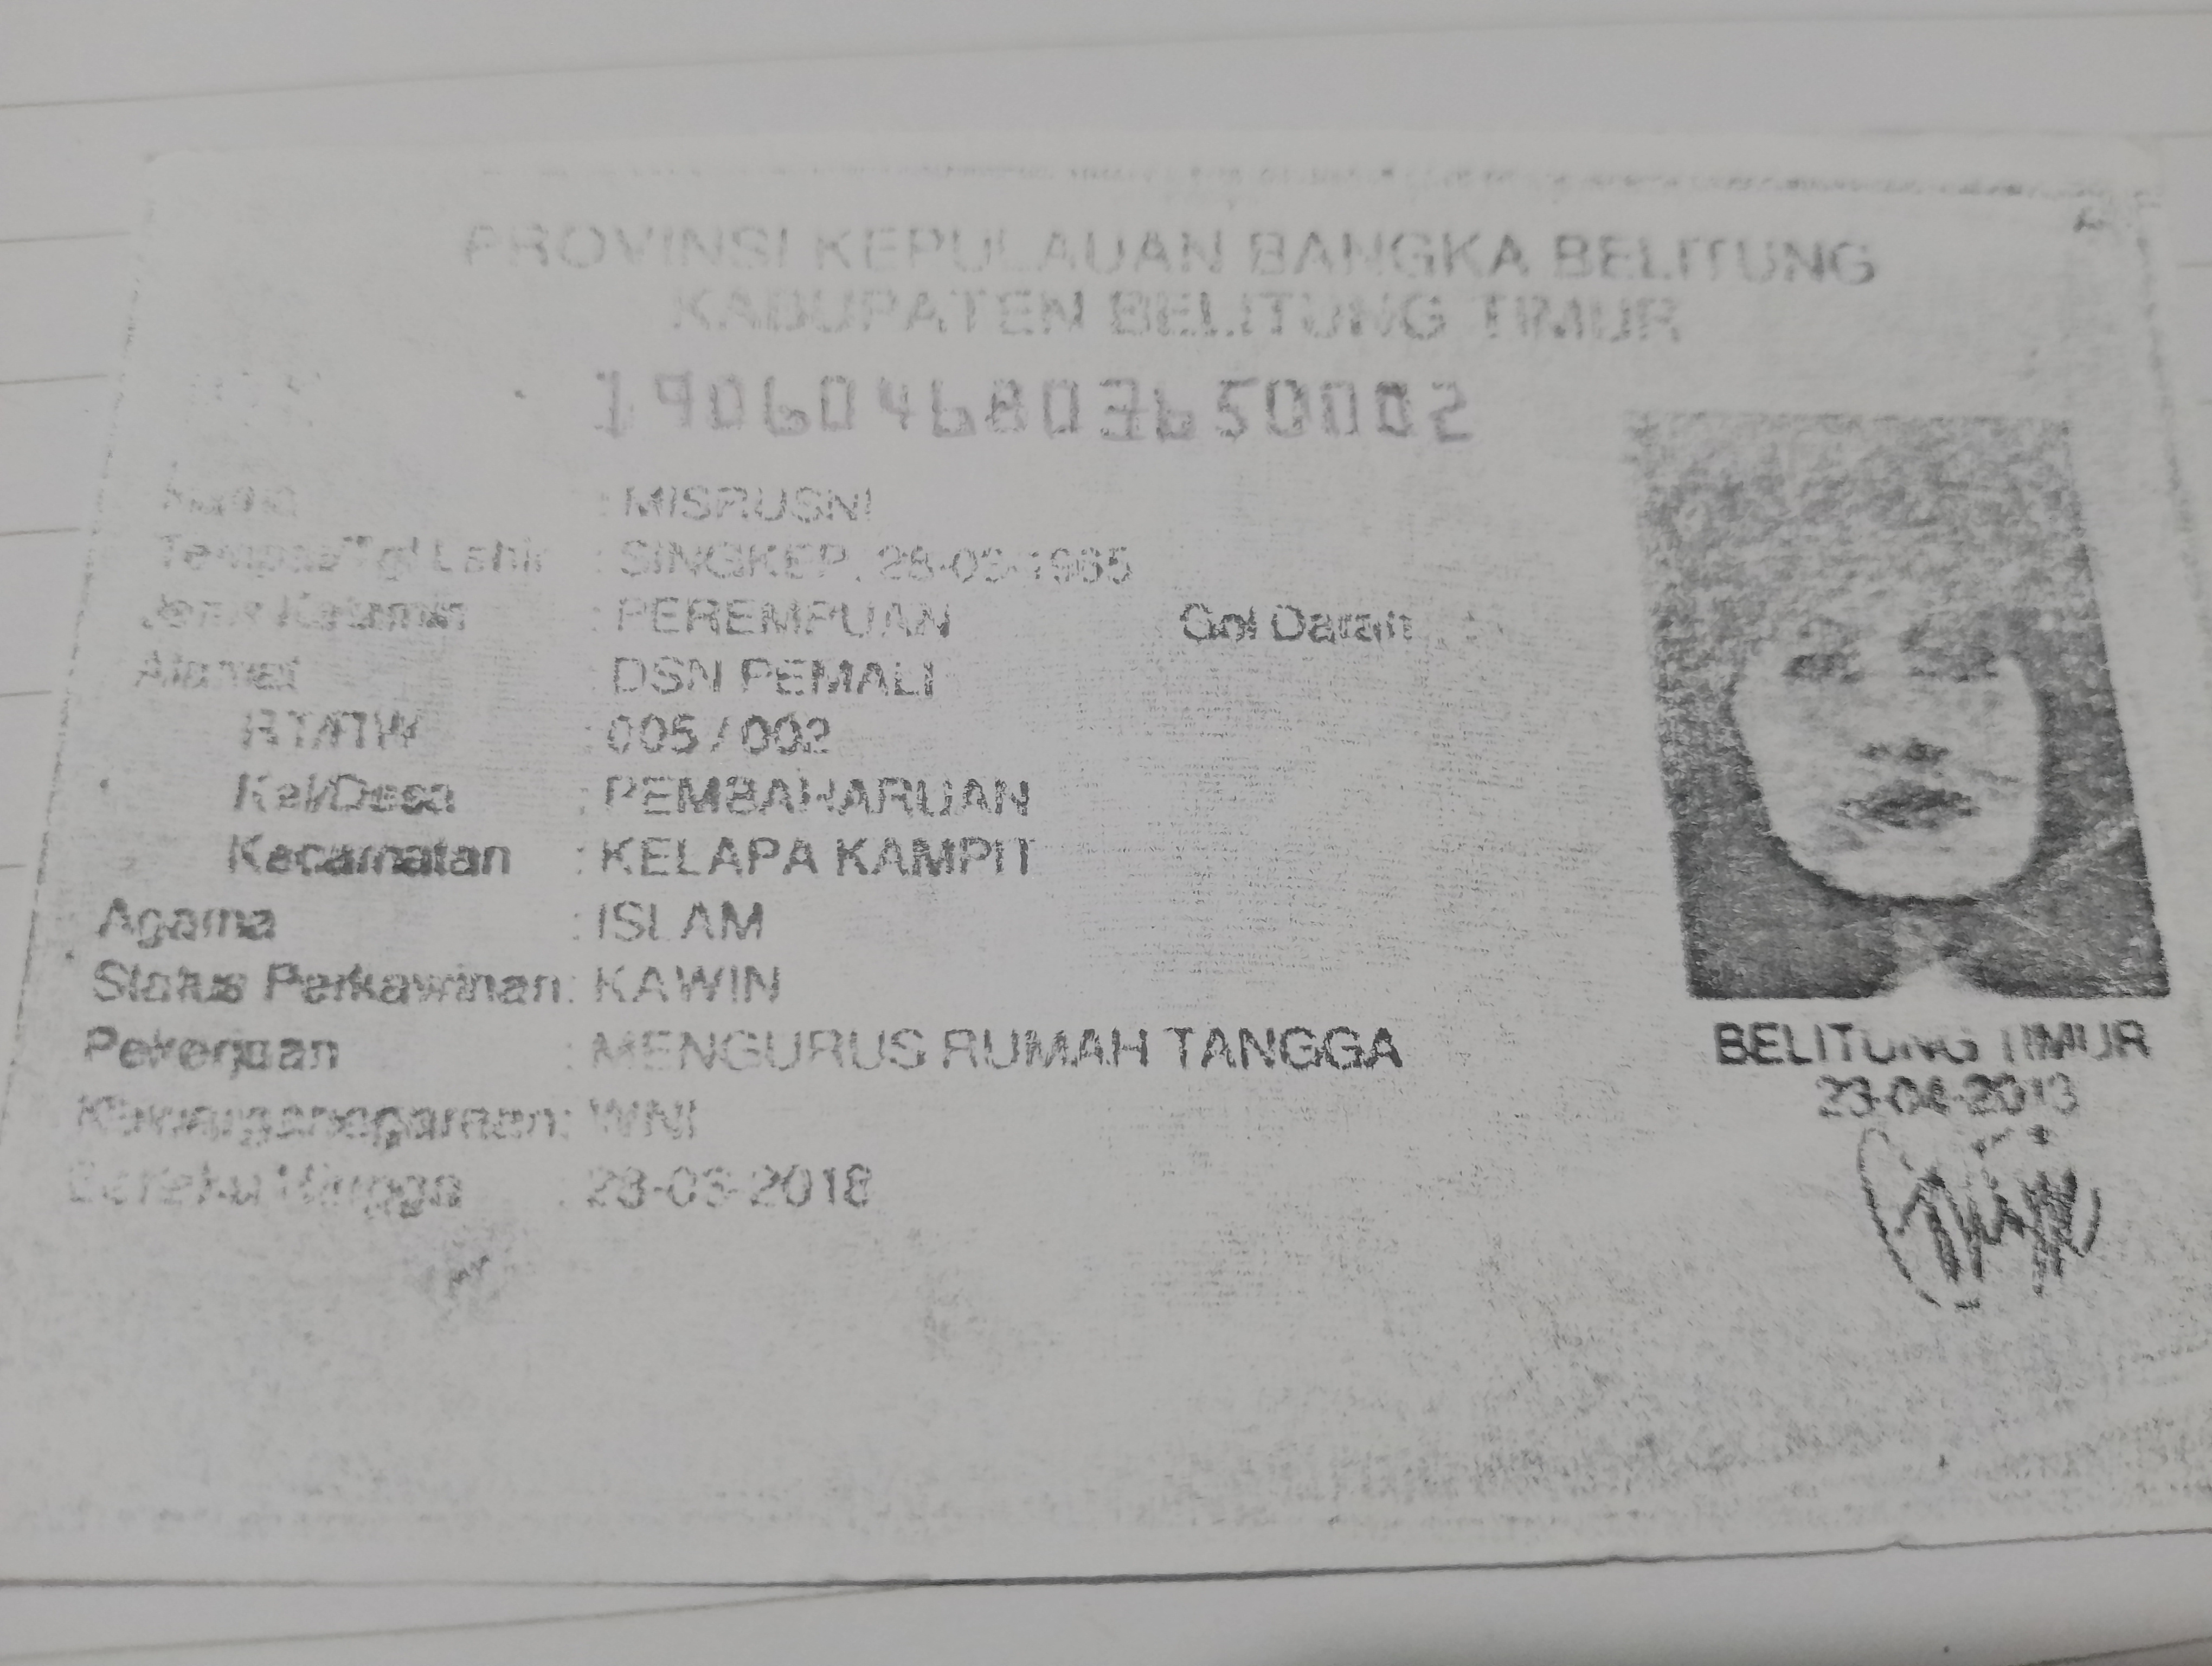 PROVINSI KEPULAUAN BANGKA BELITUNG
KABUPATEN BELITUNG TIMUR
1906046803650002
Nama : MISRUSNI
Tempat/Tgl Lahir : SINGKEP, 28-03-1965
Jenis Kelamin : PEREMPUAN Gol Darah :
Alamat : DSN PEMALI
RT/RW : 005 / 002
Kel/Desa : PEMBAHARUAN
Kecamatan : KELAPA KAMPIT
Agama : ISLAM
Status Perkawinan: KAWIN
Pekerjaan : MENGURUS RUMAH TANGGA
Kewarganegaraan: WNI
Berlaku Hingga : 28-03-2018
BELITUNG TIMUR
23-04-2013